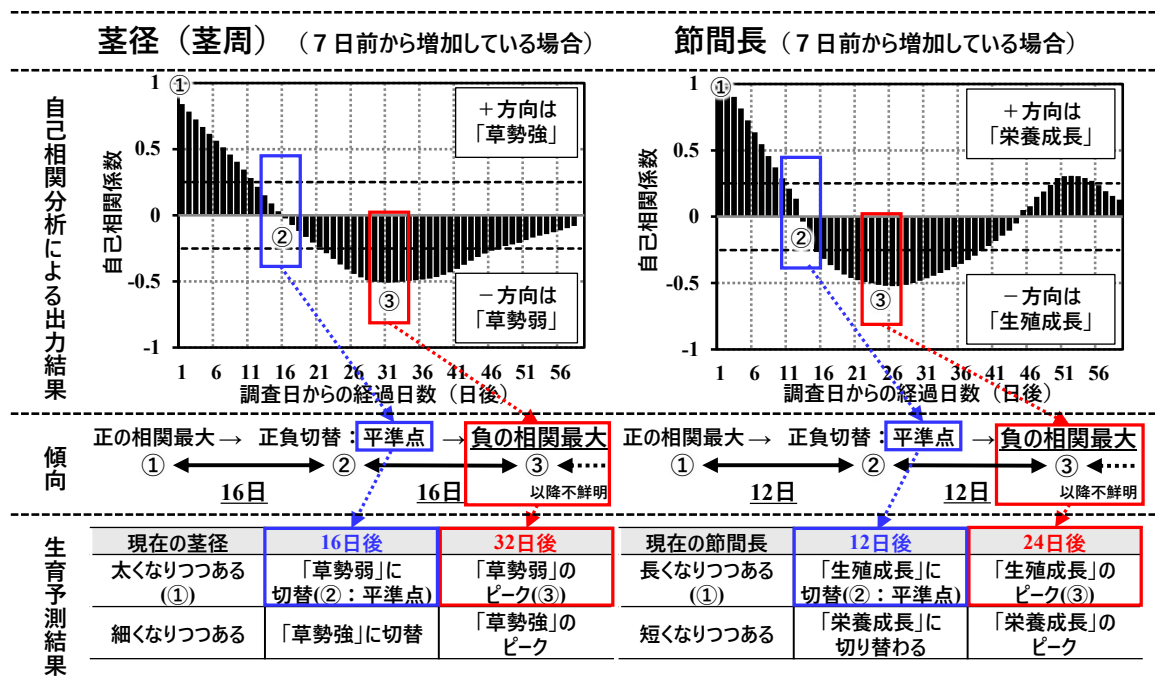 茎径（茎周）（７日前から増加している場合）
節間長（７日前から増加している場合）
自己相関分析による出力結果
自己相関係数
1
0.5
0
-0.5
-1
①
②
③
＋方向は
「草勢強」
－方向は
「草勢弱」
1 6 11 16 21 26 31 36 41 46 51 56
調査日からの経過日数（日後）
自己相関係数
1
0.5
0
-0.5
-1
①
②
③
＋方向は
「栄養成長」
－方向は
「生殖成長」
1 6 11 16 21 26 31 36 41 46 51 56
調査日からの経過日数（日後）
傾向
正の相関最大→ 正負切替：平準点 →負の相関最大
① ② ③
16日 16日 以降不鮮明
正の相関最大→ 正負切替：平準点 →負の相関最大
① ② ③
12日 12日 以降不鮮明
生育予測結果
現在の茎径 16日後 32日後
太くなりつつある 「草勢弱」に 「草勢弱」の
(①) 切替(②：平準点) ピーク(③)
細くなりつつある 「草勢強」に切替 「草勢強」の
ピーク
現在の節間長 12日後 24日後
長くなりつつある 「生殖成長」に 「生殖成長」の
(①) 切替(②：平準点) ピーク(③)
短くなりつつある 「栄養成長」に 「栄養成長」の
切り替わる ピーク